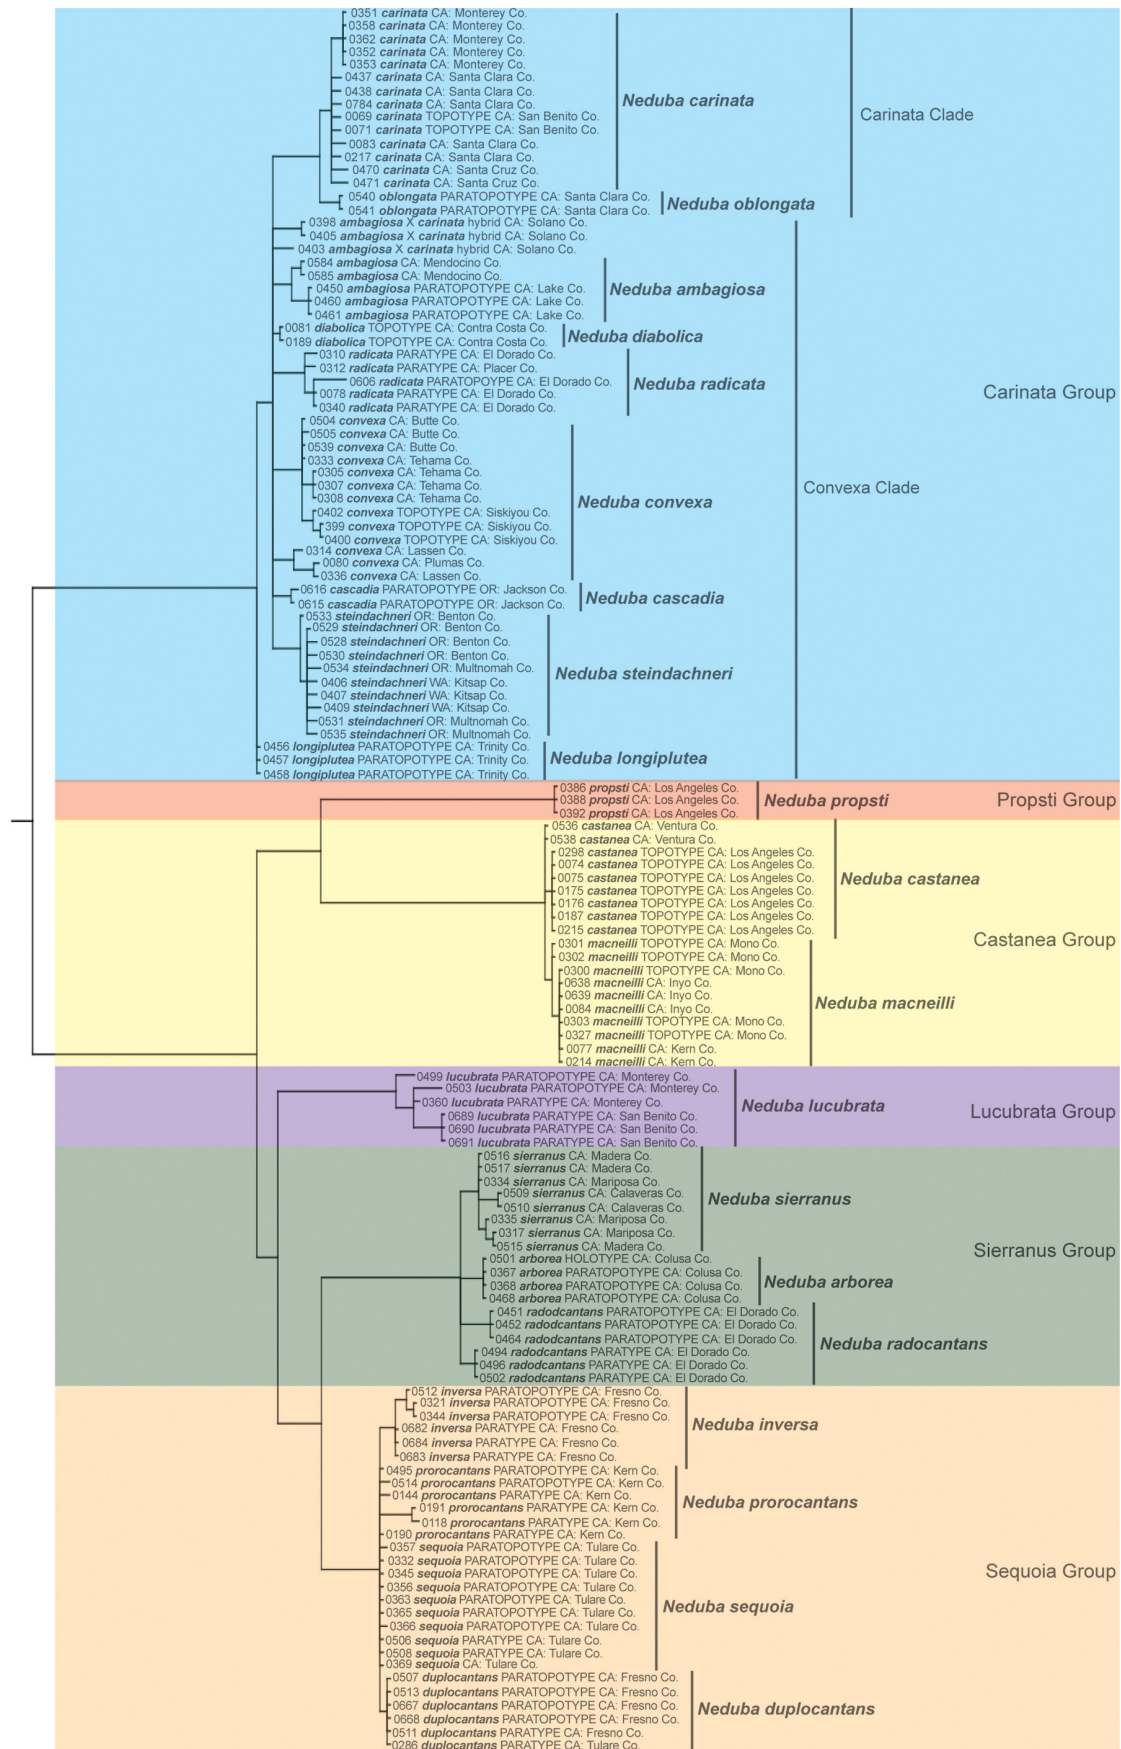 0351 carinata CA: Monterey Co.
0358 carinata CA: Monterey Co.
0362 carinata CA: Monterey Co.
0352 carinata CA: Monterey Co.
0353 carinata CA: Monterey Co.
0437 carinata CA: Santa Clara Co.
0438 carinata CA: Santa Clara Co.
0784 carinata CA: Santa Clara Co.
0069 carinata TOPOTYPE CA: San Benito Co.
0071 carinata TOPOTYPE CA: San Benito Co.
0083 carinata CA: Santa Clara Co.
0217 carinata CA: Santa Clara Co.
0470 carinata CA: Santa Cruz Co.
0471 carinata CA: Santa Cruz Co.
Neduba carinata
Carinata Clade
0540 oblongata PARATOPOTYPE CA: Santa Clara Co.
0541 oblongata PARATOPOTYPE CA: Santa Clara Co.
Neduba oblongata
0398 ambagiosa X carinata hybrid CA: Solano Co.
0405 ambagiosa X carinata hybrid CA: Solano Co.
0403 ambagiosa X carinata hybrid CA: Solano Co.
0584 ambagiosa CA: Mendocino Co.
0585 ambagiosa CA: Mendocino Co.
0450 ambagiosa PARATOPOTYPE CA: Lake Co.
0460 ambagiosa PARATOPOTYPE CA: Lake Co.
0461 ambagiosa PARATOPOTYPE CA: Lake Co.
Neduba ambagiosa
0081 diabolica TOPOTYPE CA: Contra Costa Co.
0189 diabolica TOPOTYPE CA: Contra Costa Co.
Neduba diabolica
0310 radicata PARATYPE CA: El Dorado Co.
0312 radicata PARATYPE CA: Placer Co.
0606 radicata PARATOPOYPE CA: El Dorado Co.
0078 radicata PARATYPE CA: El Dorado Co.
0340 radicata PARATYPE CA: El Dorado Co.
Neduba radicata
Carinata Group
0504 convexa CA: Butte Co.
0505 convexa CA: Butte Co.
0539 convexa CA: Butte Co.
0333 convexa CA: Tehama Co.
0305 convexa CA: Tehama Co.
0307 convexa CA: Tehama Co.
0308 convexa CA: Tehama Co.
0402 convexa TOPOTYPE CA: Siskiyou Co.
399 convexa TOPOTYPE CA: Siskiyou Co.
0400 convexa TOPOTYPE CA: Siskiyou Co.
0314 convexa CA: Lassen Co.
0080 convexa CA: Plumas Co.
0336 convexa CA: Lassen Co.
Neduba convexa
Convexa Clade
0616 cascadia PARATOPOTYPE OR: Jackson Co.
0615 cascadia PARATOPOTYPE OR: Jackson Co.
Neduba cascadia
0533 steindachneri OR: Benton Co.
0529 steindachneri OR: Benton Co.
0528 steindachneri OR: Benton Co.
0530 steindachneri OR: Benton Co.
0534 steindachneri OR: Multnomah Co.
0406 steindachneri WA: Kitsap Co.
0407 steindachneri WA: Kitsap Co.
0409 steindachneri WA: Kitsap Co.
0531 steindachneri OR: Multnomah Co.
0535 steindachneri OR: Multnomah Co.
Neduba steindachneri
0456 longiplutea PARATOPOTYPE CA: Trinity Co.
0457 longiplutea PARATOPOTYPE CA: Trinity Co.
0458 longiplutea PARATOPOTYPE CA: Trinity Co.
Neduba longiplutea
0386 propsti CA: Los Angeles Co.
0388 propsti CA: Los Angeles Co.
0392 propsti CA: Los Angeles Co.
Neduba propsti
Propsti Group
0536 castanea CA: Ventura Co.
0538 castanea CA: Ventura Co.
0298 castanea TOPOTYPE CA: Los Angeles Co.
0074 castanea TOPOTYPE CA: Los Angeles Co.
0075 castanea TOPOTYPE CA: Los Angeles Co.
0175 castanea TOPOTYPE CA: Los Angeles Co.
0176 castanea TOPOTYPE CA: Los Angeles Co.
0187 castanea TOPOTYPE CA: Los Angeles Co.
0215 castanea TOPOTYPE CA: Los Angeles Co.
Neduba castanea
Castanea Group
0301 macneilli TOPOTYPE CA: Mono Co.
0302 macneilli TOPOTYPE CA: Mono Co.
0300 macneilli TOPOTYPE CA: Mono Co.
0638 macneilli CA: Inyo Co.
0639 macneilli CA: Inyo Co.
0084 macneilli CA: Inyo Co.
0303 macneilli TOPOTYPE CA: Mono Co.
0327 macneilli TOPOTYPE CA: Mono Co.
0077 macneilli CA: Kern Co.
0214 macneilli CA: Kern Co.
Neduba macneilli
0499 lucubrata PARATOPOTYPE CA: Monterey Co.
0503 lucubrata PARATOPOTYPE CA: Monterey Co.
0360 lucubrata PARATYPE CA: Monterey Co.
0689 lucubrata PARATYPE CA: San Benito Co.
0690 lucubrata PARATYPE CA: San Benito Co.
0691 lucubrata PARATYPE CA: San Benito Co.
Neduba lucubrata
Lucubrata Group
0516 sierranus CA: Madera Co.
0517 sierranus CA: Madera Co.
0334 sierranus CA: Mariposa Co.
0509 sierranus CA: Calaveras Co.
0510 sierranus CA: Calaveras Co.
0335 sierranus CA: Mariposa Co.
0317 sierranus CA: Mariposa Co.
0515 sierranus CA: Madera Co.
Neduba sierranus
Sierranus Group
0501 arborea HOLOTYPE CA: Colusa Co.
0367 arborea PARATOPOTYPE CA: Colusa Co.
0368 arborea PARATOPOTYPE CA: Colusa Co.
0468 arborea PARATOPOTYPE CA: Colusa Co.
Neduba arborea
0451 radodcantans PARATOPOTYPE CA: El Dorado Co.
0452 radodcantans PARATOPOTYPE CA: El Dorado Co.
0464 radodcantans PARATOPOTYPE CA: El Dorado Co.
0494 radodcantans PARATYPE CA: El Dorado Co.
0496 radodcantans PARATYPE CA: El Dorado Co.
0502 radodcantans PARATYPE CA: El Dorado Co.
Neduba radocantans
0512 inversa PARATOPOTYPE CA: Fresno Co.
0321 inversa PARATOPOTYPE CA: Fresno Co.
0344 inversa PARATOPOTYPE CA: Fresno Co.
0682 inversa PARATYPE CA: Fresno Co.
0684 inversa PARATYPE CA: Fresno Co.
0683 inversa PARATYPE CA: Fresno Co.
Neduba inversa
0495 prorocantans PARATOPOTYPE CA: Kern Co.
0514 prorocantans PARATOPOTYPE CA: Kern Co.
0144 prorocantans PARATYPE CA: Kern Co.
0191 prorocantans PARATYPE CA: Kern Co.
0118 prorocantans PARATYPE CA: Kern Co.
0190 prorocantans PARATYPE CA: Kern Co.
Neduba prorocantans
Sequoia Group
0357 sequoia PARATOPOTYPE CA: Tulare Co.
0332 sequoia PARATOPOTYPE CA: Tulare Co.
0345 sequoia PARATOPOTYPE CA: Tulare Co.
0356 sequoia PARATOPOTYPE CA: Tulare Co.
0363 sequoia PARATOPOTYPE CA: Tulare Co.
0365 sequoia PARATOPOTYPE CA: Tulare Co.
0366 sequoia PARATOPOTYPE CA: Tulare Co.
0506 sequoia PARATYPE CA: Tulare Co.
0508 sequoia PARATYPE CA: Tulare Co.
0369 sequoia CA: Tulare Co.
Neduba sequoia
0507 duplocantans PARATOPOTYPE CA: Fresno Co.
0513 duplocantans PARATOPOTYPE CA: Fresno Co.
0667 duplocantans PARATOPOTYPE CA: Fresno Co.
0668 duplocantans PARATOPOTYPE CA: Fresno Co.
0511 duplocantans PARATYPE CA: Fresno Co.
0286 duplocantans PARATYPE CA: Tulare Co.
Neduba duplocantans